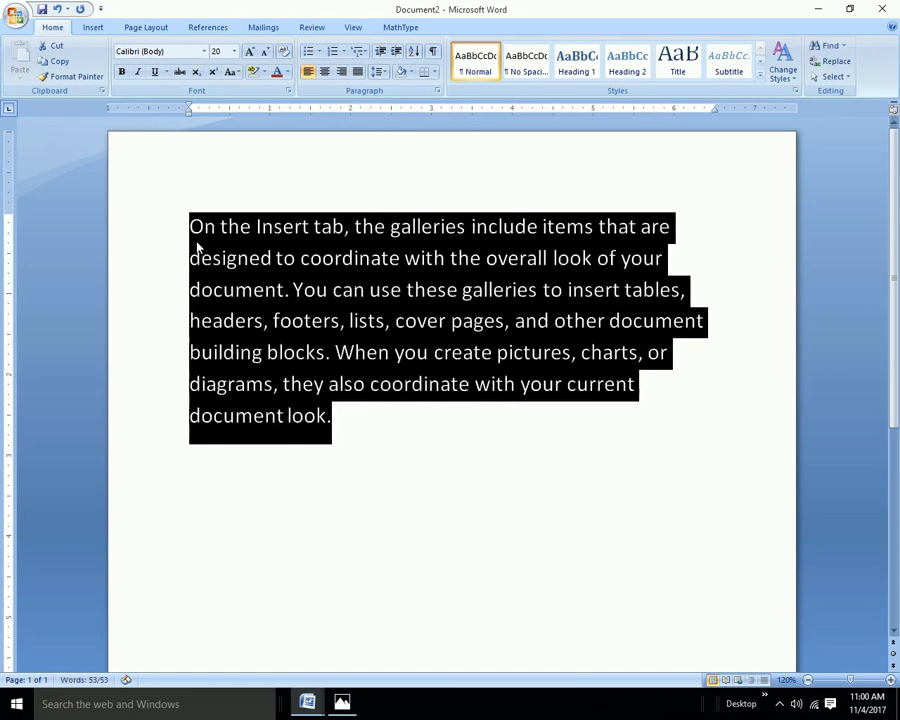 Document2 - Microsoft Word
Home Insert Page Layout References Mailings Review View MathType
Paste
Cut
Copy
Format Painter
Clipboard
Calibri (Body) 20
Font
Paragraph
AaBbCcDc AaBbCcDc AaBbC AaBbCc AaB AaBbCc.
¶ Normal ¶ No Spaci... Heading 1 Heading 2 Title Subtitle
Change Styles
Styles
Find
Replace
Select
Editing
On the Insert tab, the galleries include items that are
designed to coordinate with the overall look of your
document. You can use these galleries to insert tables,
headers, footers, lists, cover pages, and other document
building blocks. When you create pictures, charts, or
diagrams, they also coordinate with your current
document look.
Page: 1 of 1 Words: 53/53 120%
Search the web and Windows
Desktop
11:00 AM
11/4/2017